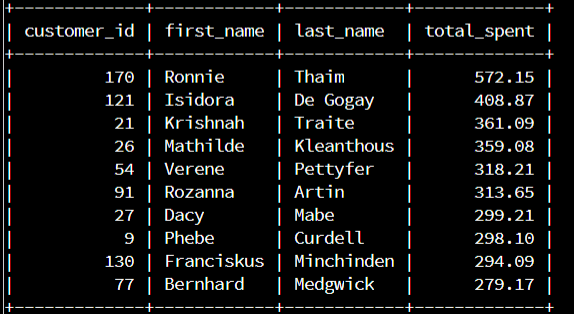 +-------------+------------+-------------+-------------+
| customer_id | first_name | last_name   | total_spent |
+-------------+------------+-------------+-------------+
|         170 | Ronnie     | Thaim       |      572.15 |
|         121 | Isidora    | De Gogay    |      408.87 |
|          21 | Krishnah   | Traite      |      361.09 |
|          26 | Mathilde   | Kleanthous  |      359.08 |
|          54 | Verene     | Pettyfer    |      318.21 |
|          91 | Rozanna    | Artin       |      313.65 |
|          27 | Dacy       | Mabe        |      299.21 |
|           9 | Phebe      | Curdell     |      298.10 |
|         130 | Franciskus | Minchinden  |      294.09 |
|          77 | Bernhard   | Medgwick    |      279.17 |
+-------------+------------+-------------+-------------+